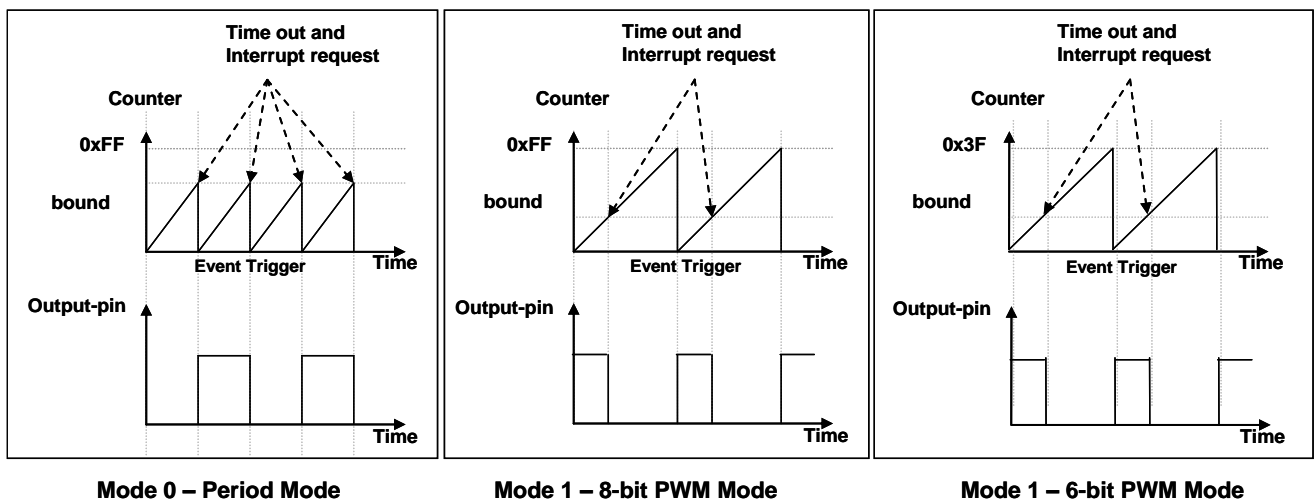 Time out and
Interrupt request
Counter
0xFF
bound
Event Trigger
Time
Output-pin
Time
Mode 0 – Period Mode
Time out and
Interrupt request
Counter
0xFF
bound
Event Trigger
Time
Output-pin
Time
Mode 1 – 8-bit PWM Mode
Time out and
Interrupt request
Counter
0x3F
bound
Event Trigger
Time
Output-pin
Time
Mode 1 – 6-bit PWM Mode